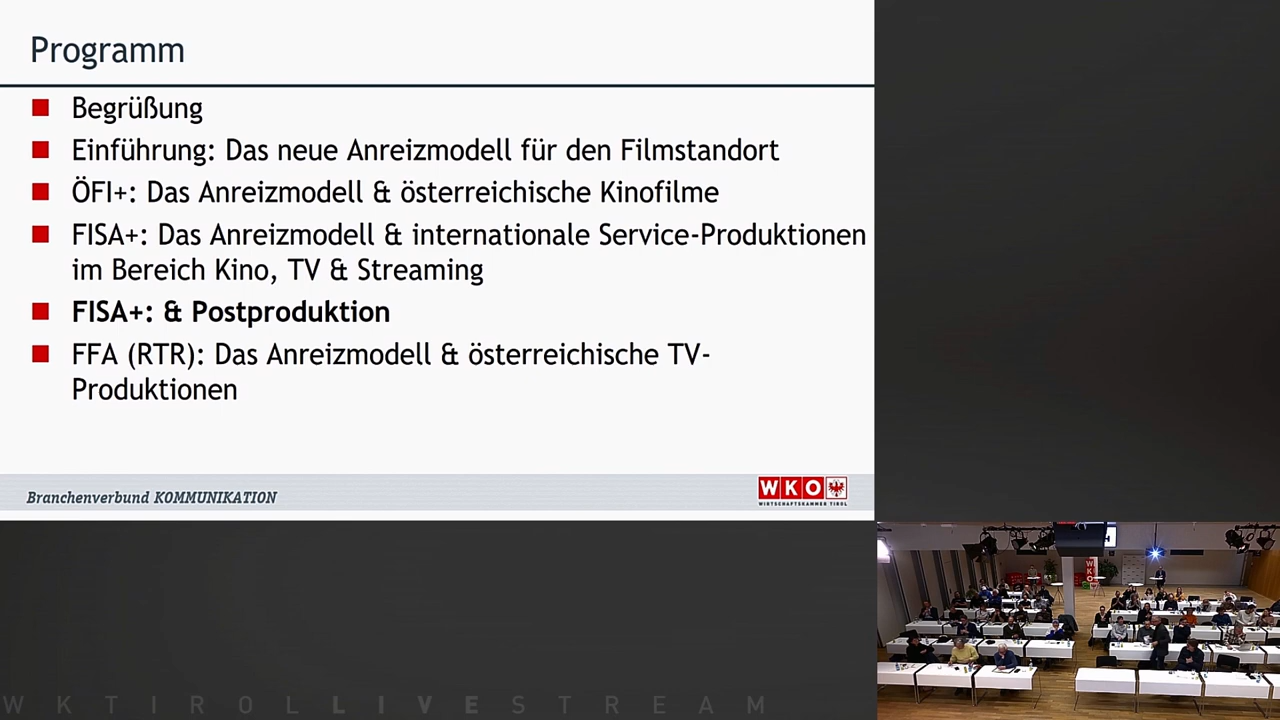 Programm
Begrüßung
Einführung: Das neue Anreizmodell für den Filmstandort
ÖFI+: Das Anreizmodell & österreichische Kinofilme
FISA+: Das Anreizmodell & internationale Service-Produktionen
im Bereich Kino, TV & Streaming
FISA+: & Postproduktion
FFA (RTR): Das Anreizmodell & österreichische TV-
Produktionen
Branchenverbund KOMMUNIKATION
WKO
WIRTSCHAFTSKAMMER TIROL
WKO
WKTIROLLIVESTREAM